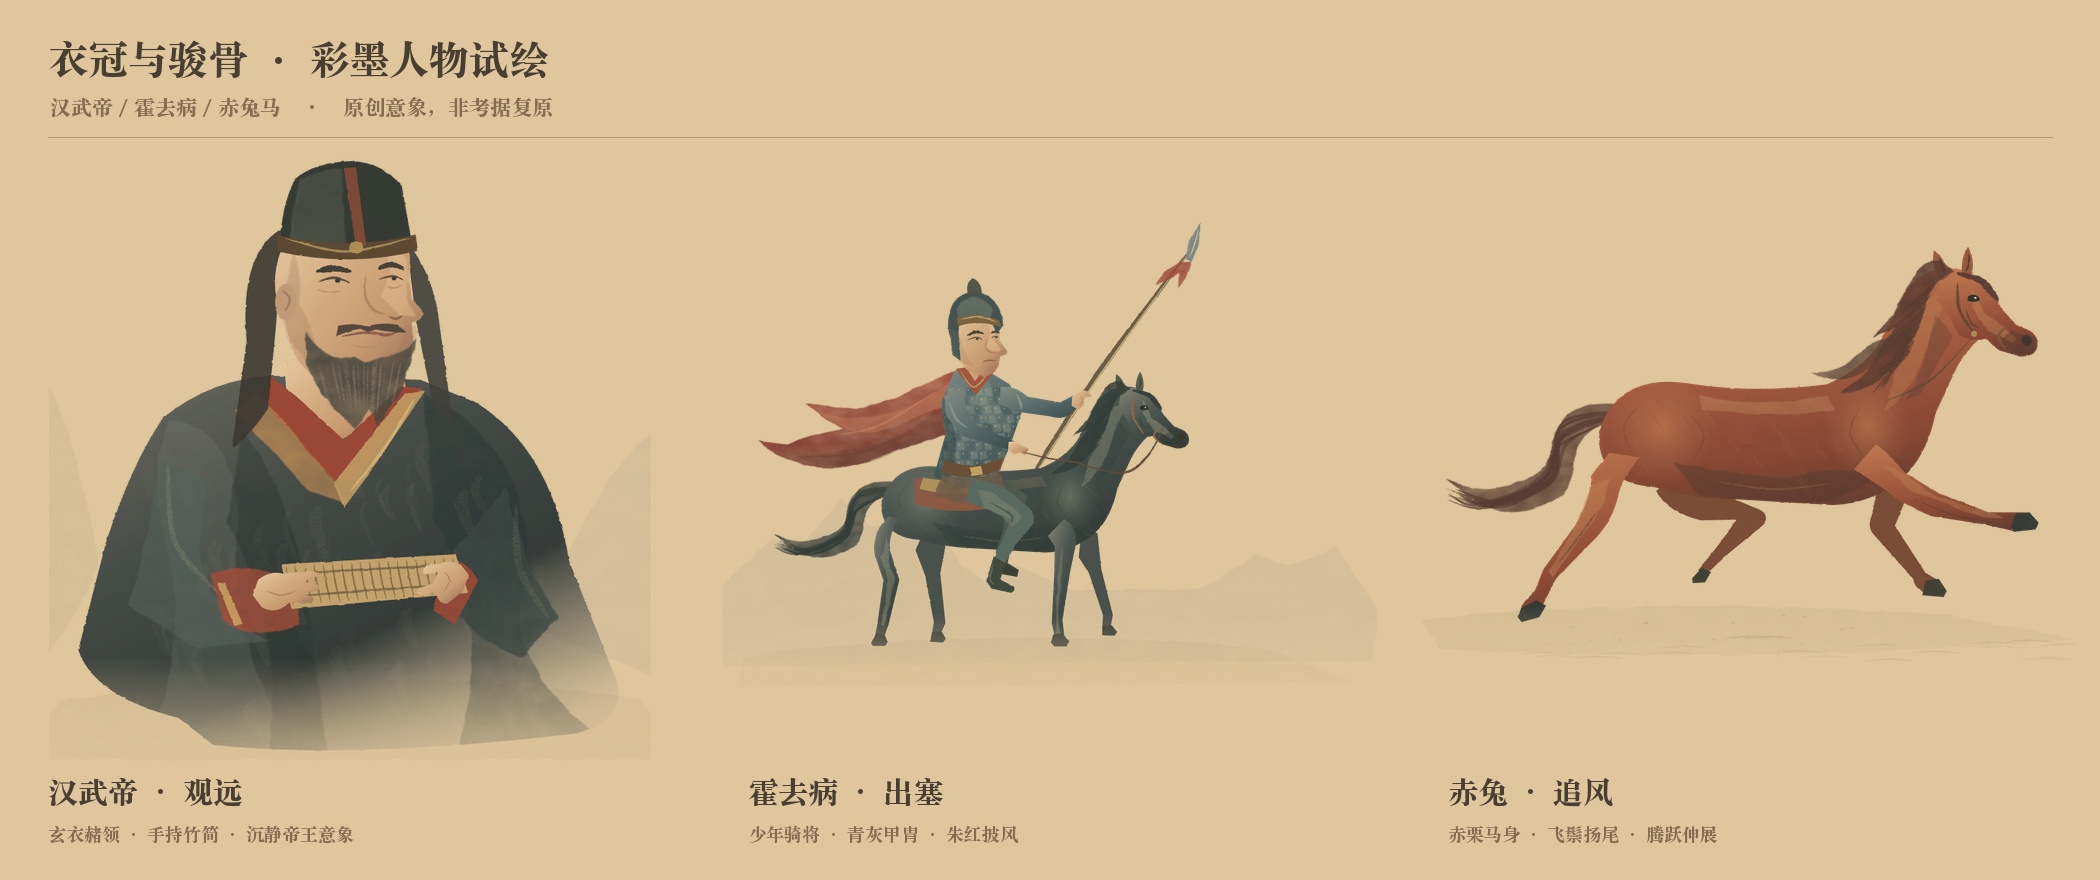 衣冠与骏骨 · 彩墨人物试绘
汉武帝 / 霍去病 / 赤兔马 · 原创意象，非考据复原
汉武帝 · 观远
玄衣赭领 · 手持竹简 · 沉静帝王意象
霍去病 · 出塞
少年骑将 · 青灰甲胄 · 朱红披风
赤兔 · 追风
赤栗马身 · 飞鬃扬尾 · 腾跃伸展